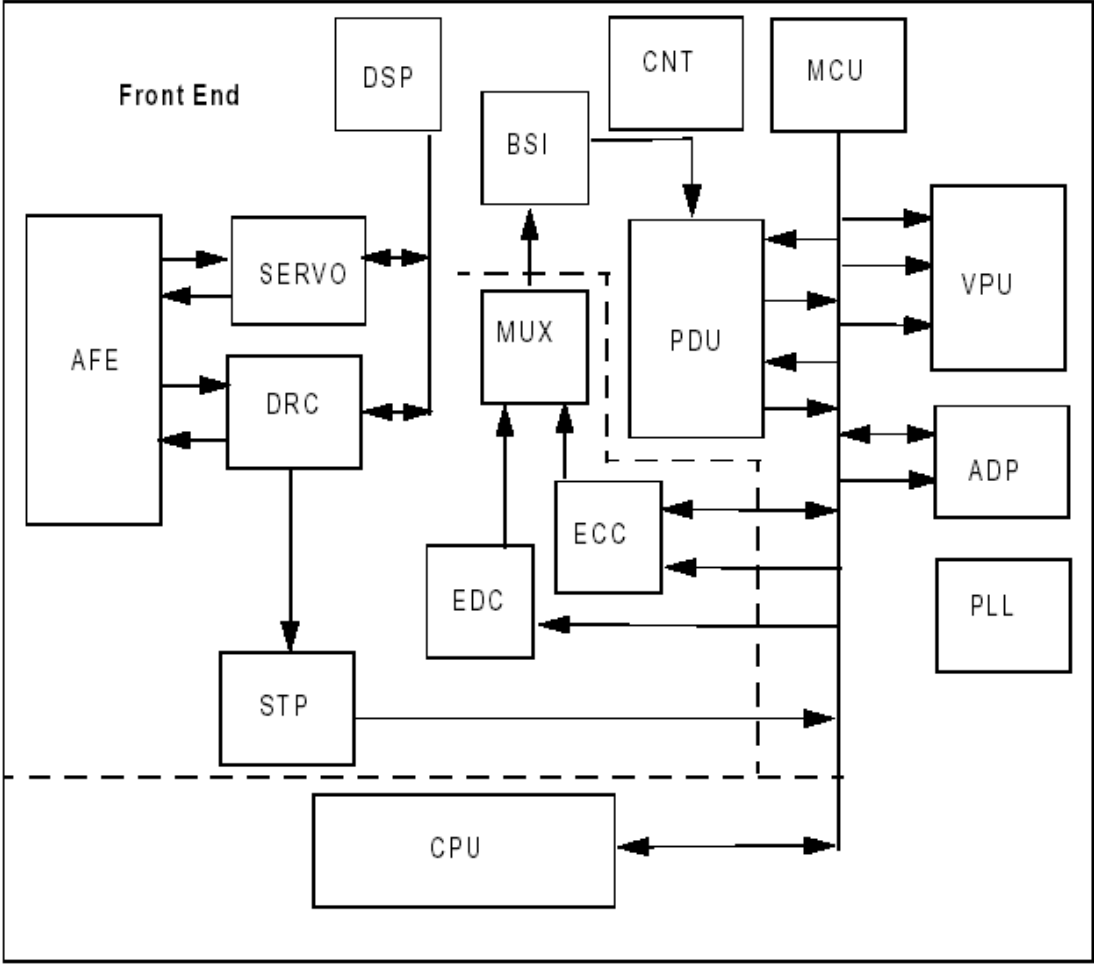 CNT
MCU
DSP
Front End
BSI
SERVO
VPU
MUX
PDU
AFE
DRC
ADP
ECC
EDC
PLL
STP
CPU